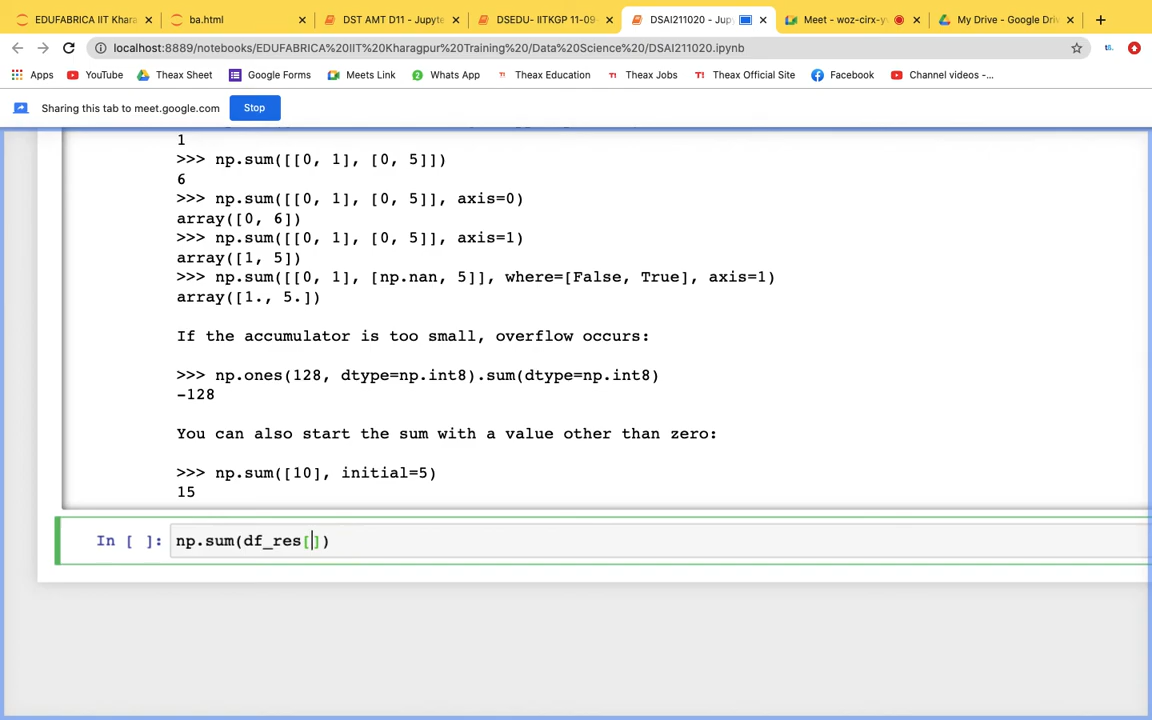 EDUFABRICA IIT Khara
ba.html
DST AMT D11 - Jupyte
DSEDU- IITKGP 11-09-
DSAI211020 - Jup
Meet - woz-cirx-y
My Drive - Google Dri
localhost:8889/notebooks/EDUFABRICA%20IIT%20Kharagpur%20Training%20/Data%20Science%20/DSAI211020.ipynb
Apps
YouTube
Theax Sheet
Google Forms
Meets Link
Whats App
Theax Education
Theax Jobs
Theax Official Site
Facebook
Channel videos -...
Sharing this tab to meet.google.com
Stop
1
>>> np.sum([[0, 1], [0, 5]])
6
>>> np.sum([[0, 1], [0, 5]], axis=0)
array([0, 6])
>>> np.sum([[0, 1], [0, 5]], axis=1)
array([1, 5])
>>> np.sum([[0, 1], [np.nan, 5]], where=[False, True], axis=1)
array([1., 5.])
If the accumulator is too small, overflow occurs:
>>> np.ones(128, dtype=np.int8).sum(dtype=np.int8)
-128
You can also start the sum with a value other than zero:
>>> np.sum([10], initial=5)
15
In [ ]: np.sum(df_res[])